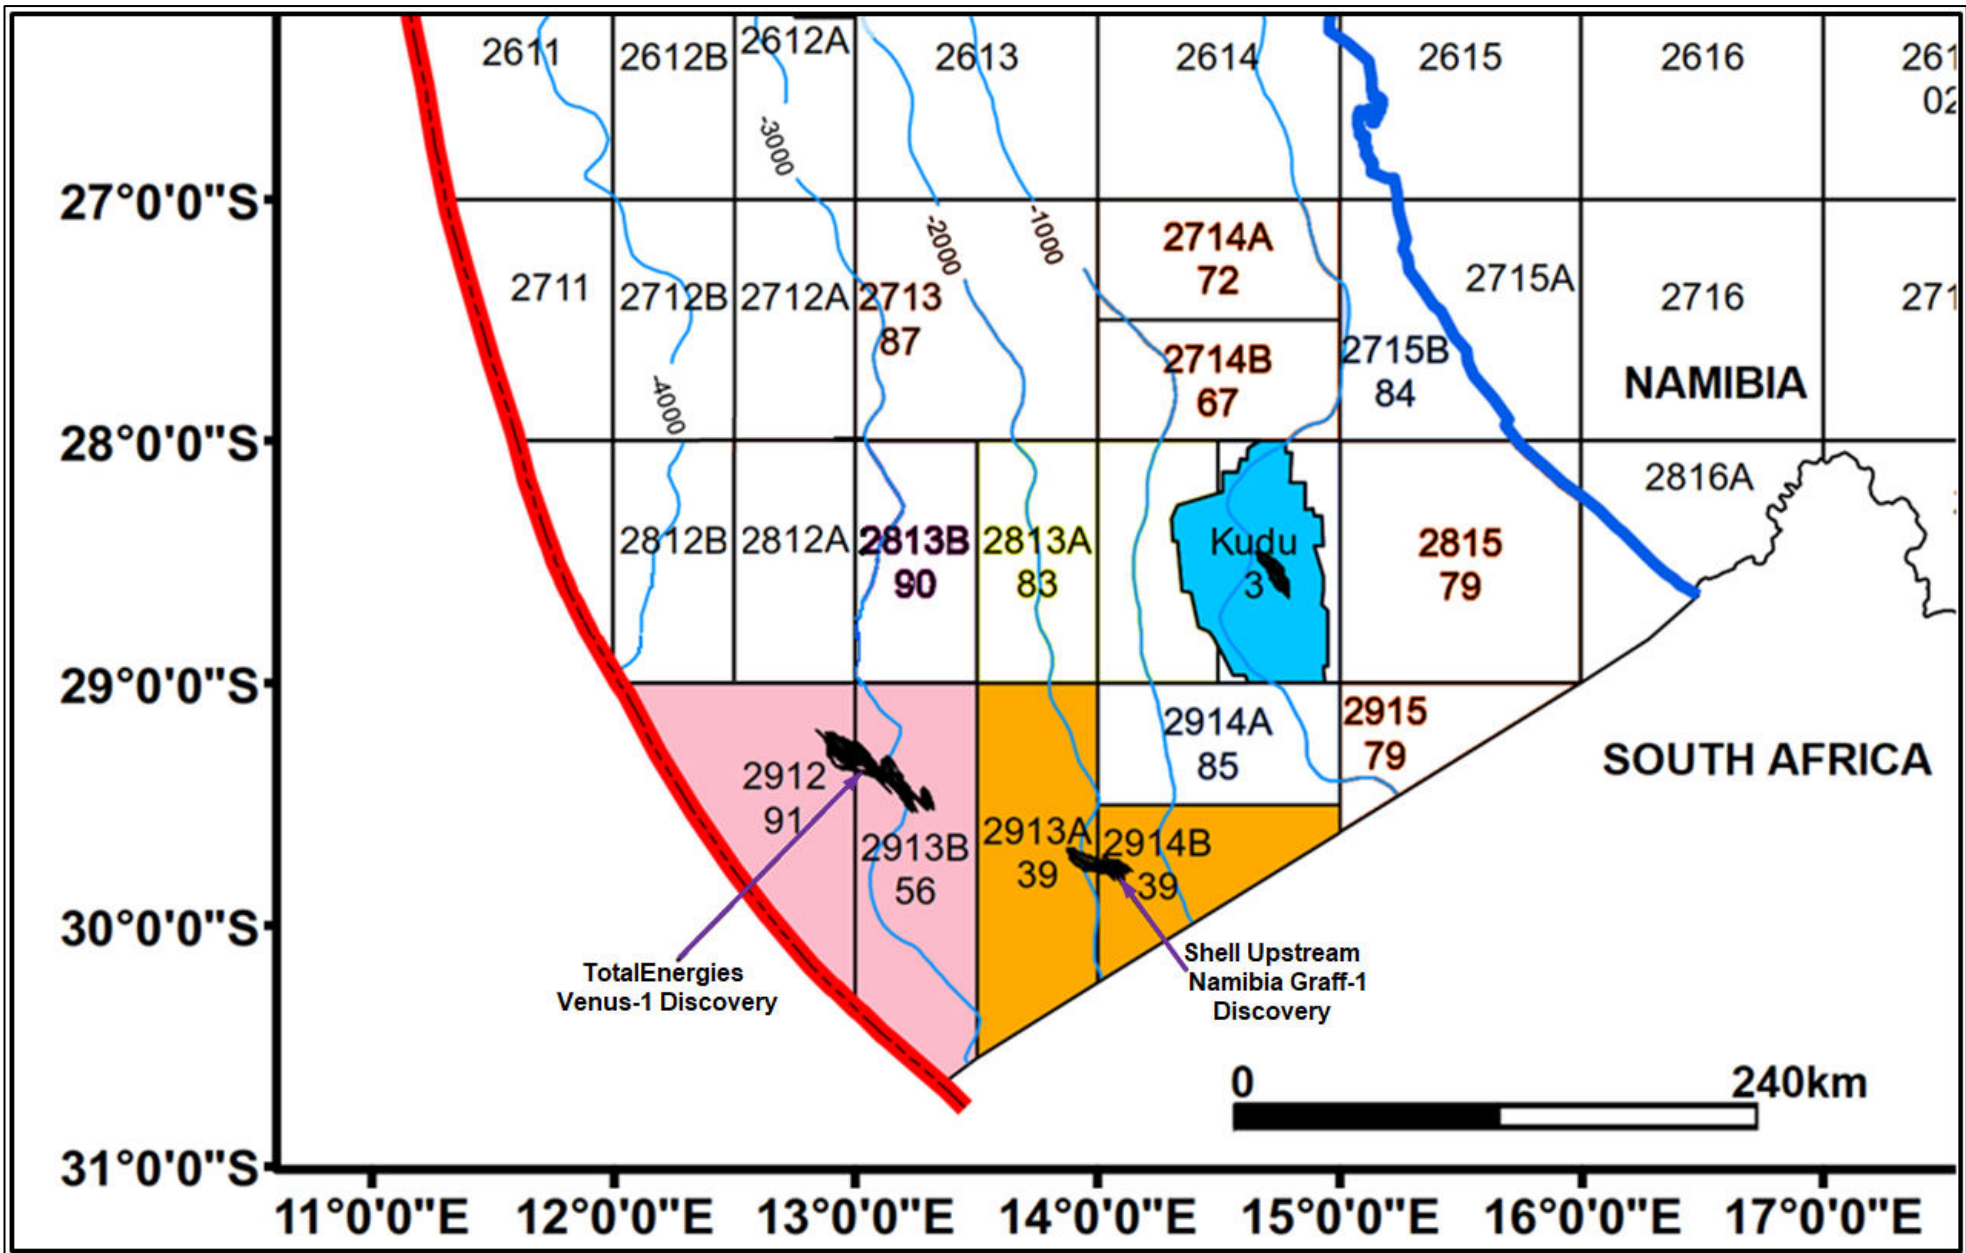 2611
2612B
2612A
2613
2614
2615
2616
261
02
-3000
27°0'0"S
-2000
-1000
2714A
72
2711
2712B
2712A
2713
87
2715A
2716
271
2714B
67
2715B
84
NAMIBIA
-4000
28°0'0"S
2816A
2812B
2812A
2813B
90
2813A
83
Kudu
3
2815
79
29°0'0"S
2914A
85
2915
79
SOUTH AFRICA
2912
91
2913B
56
2913A
39
2914B
39
30°0'0"S
TotalEnergies
Venus-1 Discovery
Shell Upstream
Namibia Graff-1
Discovery
0
240km
31°0'0"S
11°0'0"E
12°0'0"E
13°0'0"E
14°0'0"E
15°0'0"E
16°0'0"E
17°0'0"E